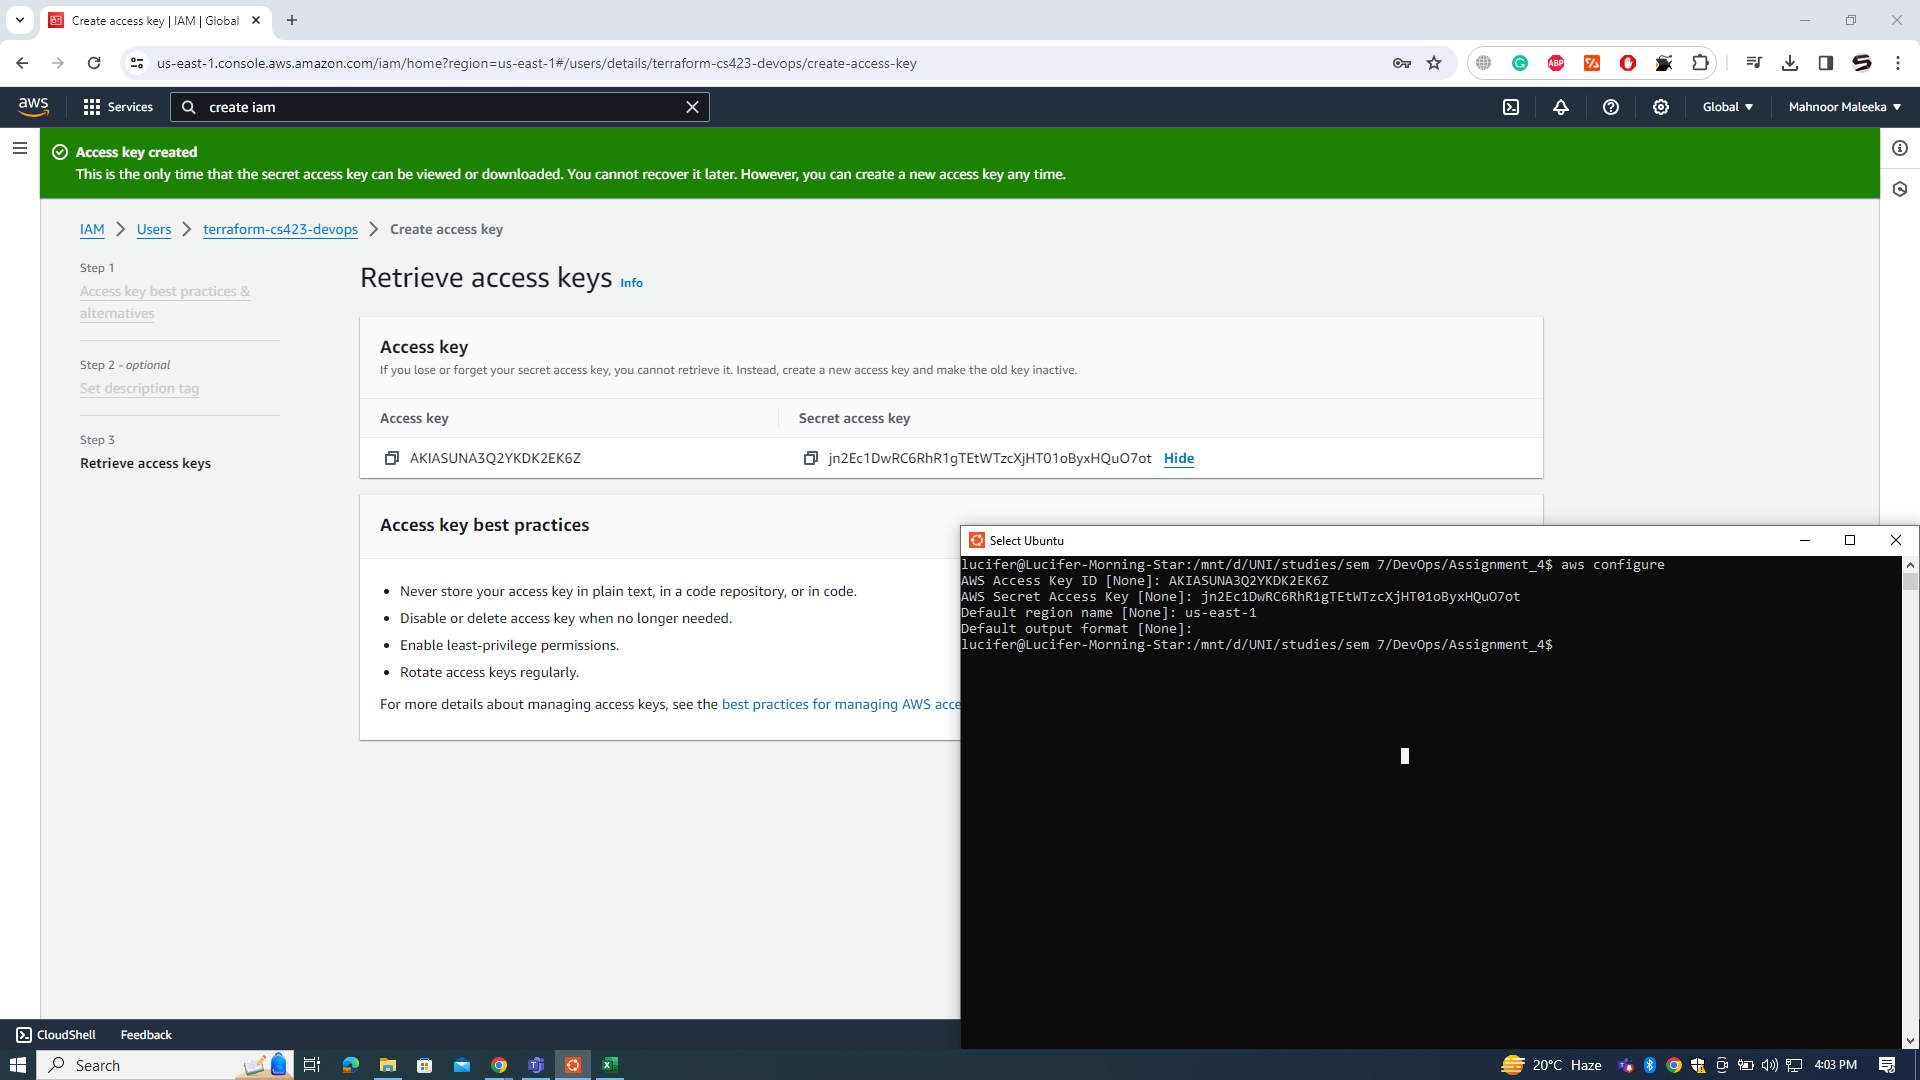 Create access key | IAM | Global
us-east-1.console.aws.amazon.com/iam/home?region=us-east-1#/users/details/terraform-cs423-devops/create-access-key
ABP
aws
Services
create iam
Global
Mahnoor Maleeka
Access key created
This is the only time that the secret access key can be viewed or downloaded. You cannot recover it later. However, you can create a new access key any time.
IAM
Users
terraform-cs423-devops
Create access key
Step 1
Access key best practices &
alternatives
Step 2 - optional
Set description tag
Step 3
Retrieve access keys
Retrieve access keys Info
Access key
If you lose or forget your secret access key, you cannot retrieve it. Instead, create a new access key and make the old key inactive.
Access key
Secret access key
AKIASUNA3Q2YKDK2EK6Z
jn2Ec1DwRC6RhR1gTEtWTzcXjHT01oByxHQuO7ot Hide
Access key best practices
Never store your access key in plain text, in a code repository, or in code.
Disable or delete access key when no longer needed.
Enable least-privilege permissions.
Rotate access keys regularly.
For more details about managing access keys, see the best practices for managing AWS acce
Select Ubuntu
lucifer@Lucifer-Morning-Star:/mnt/d/UNI/studies/sem 7/DevOps/Assignment_4$ aws configure
AWS Access Key ID [None]: AKIASUNA3Q2YKDK2EK6Z
AWS Secret Access Key [None]: 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
Default region name [None]: us-east-1
Default output format [None]:
lucifer@Lucifer-Morning-Star:/mnt/d/UNI/studies/sem 7/DevOps/Assignment_4$
CloudShell
Feedback
Search
20°C Haze
4:03 PM